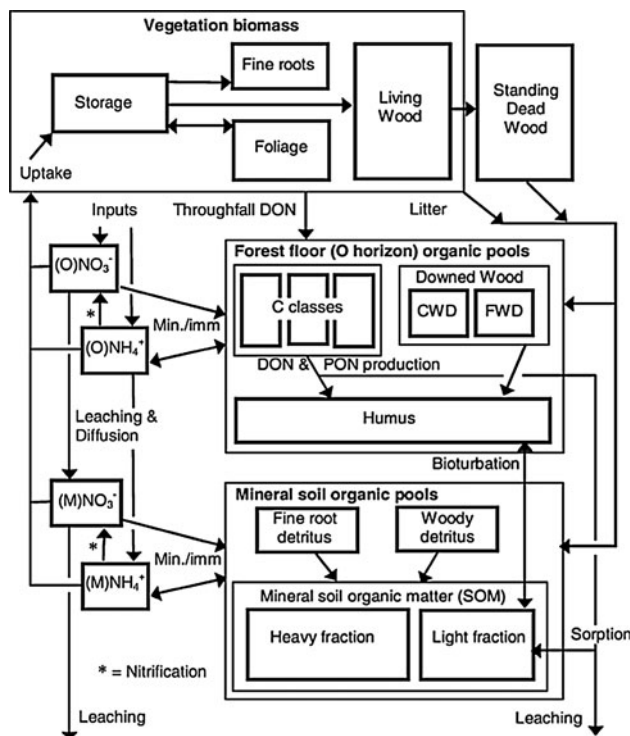 Vegetation biomass
Fine roots
Storage
Living
Wood
Standing
Dead
Wood
Foliage
Uptake
Inputs
Throughfall DON
Litter
Forest floor (O horizon) organic pools
(O)NO₃⁻
C classes
Downed Wood
CWD
FWD
*
Min./imm
(O)NH₄⁺
DON & PON production
Leaching &
Diffusion
Humus
Bioturbation
Mineral soil organic pools
(M)NO₃⁻
Fine root
detritus
Woody
detritus
*
Min./imm
(M)NH₄⁺
Mineral soil organic matter (SOM)
Heavy fraction
Light fraction
Sorption
* = Nitrification
Leaching
Leaching